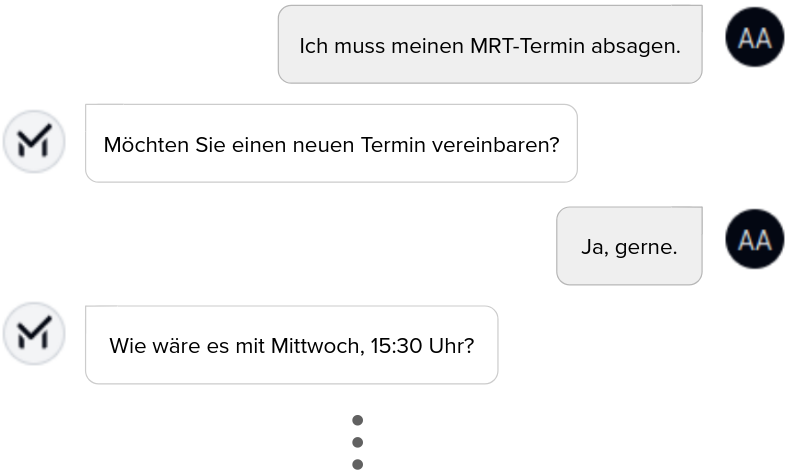 Ich muss meinen MRT-Termin absagen.
AA
Möchten Sie einen neuen Termin vereinbaren?
Ja, gerne.
AA
Wie wäre es mit Mittwoch, 15:30 Uhr?